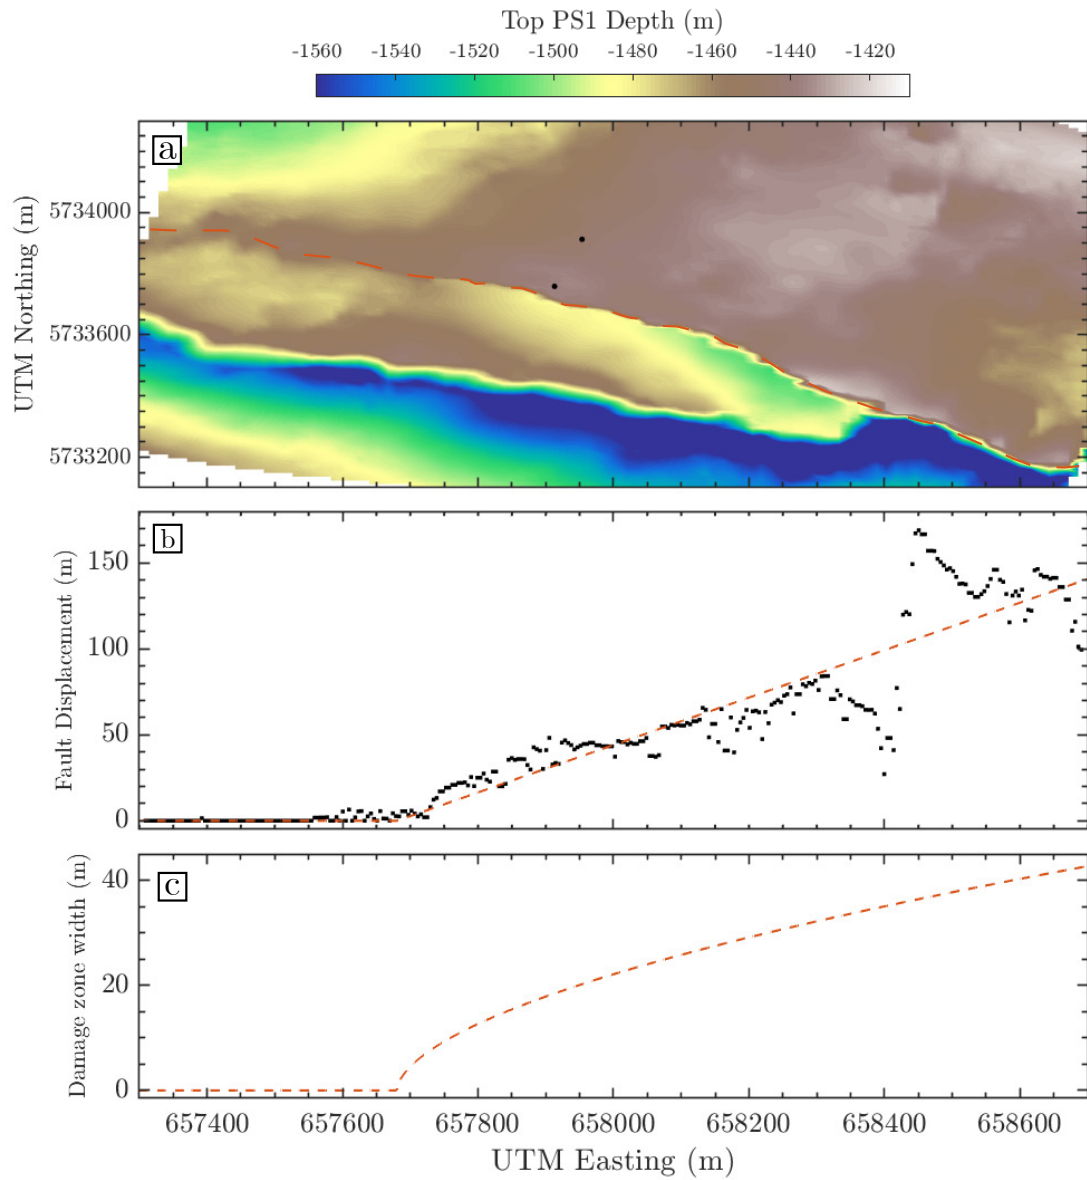 Top PS1 Depth (m)
-1560 -1540 -1520 -1500 -1480 -1460 -1440 -1420
a
UTM Northing (m)
5734000
5733600
5733200
b
Fault Displacement (m)
150
100
50
0
c
Damage zone width (m)
40
20
0
657400 657600 657800 658000 658200 658400 658600
UTM Easting (m)